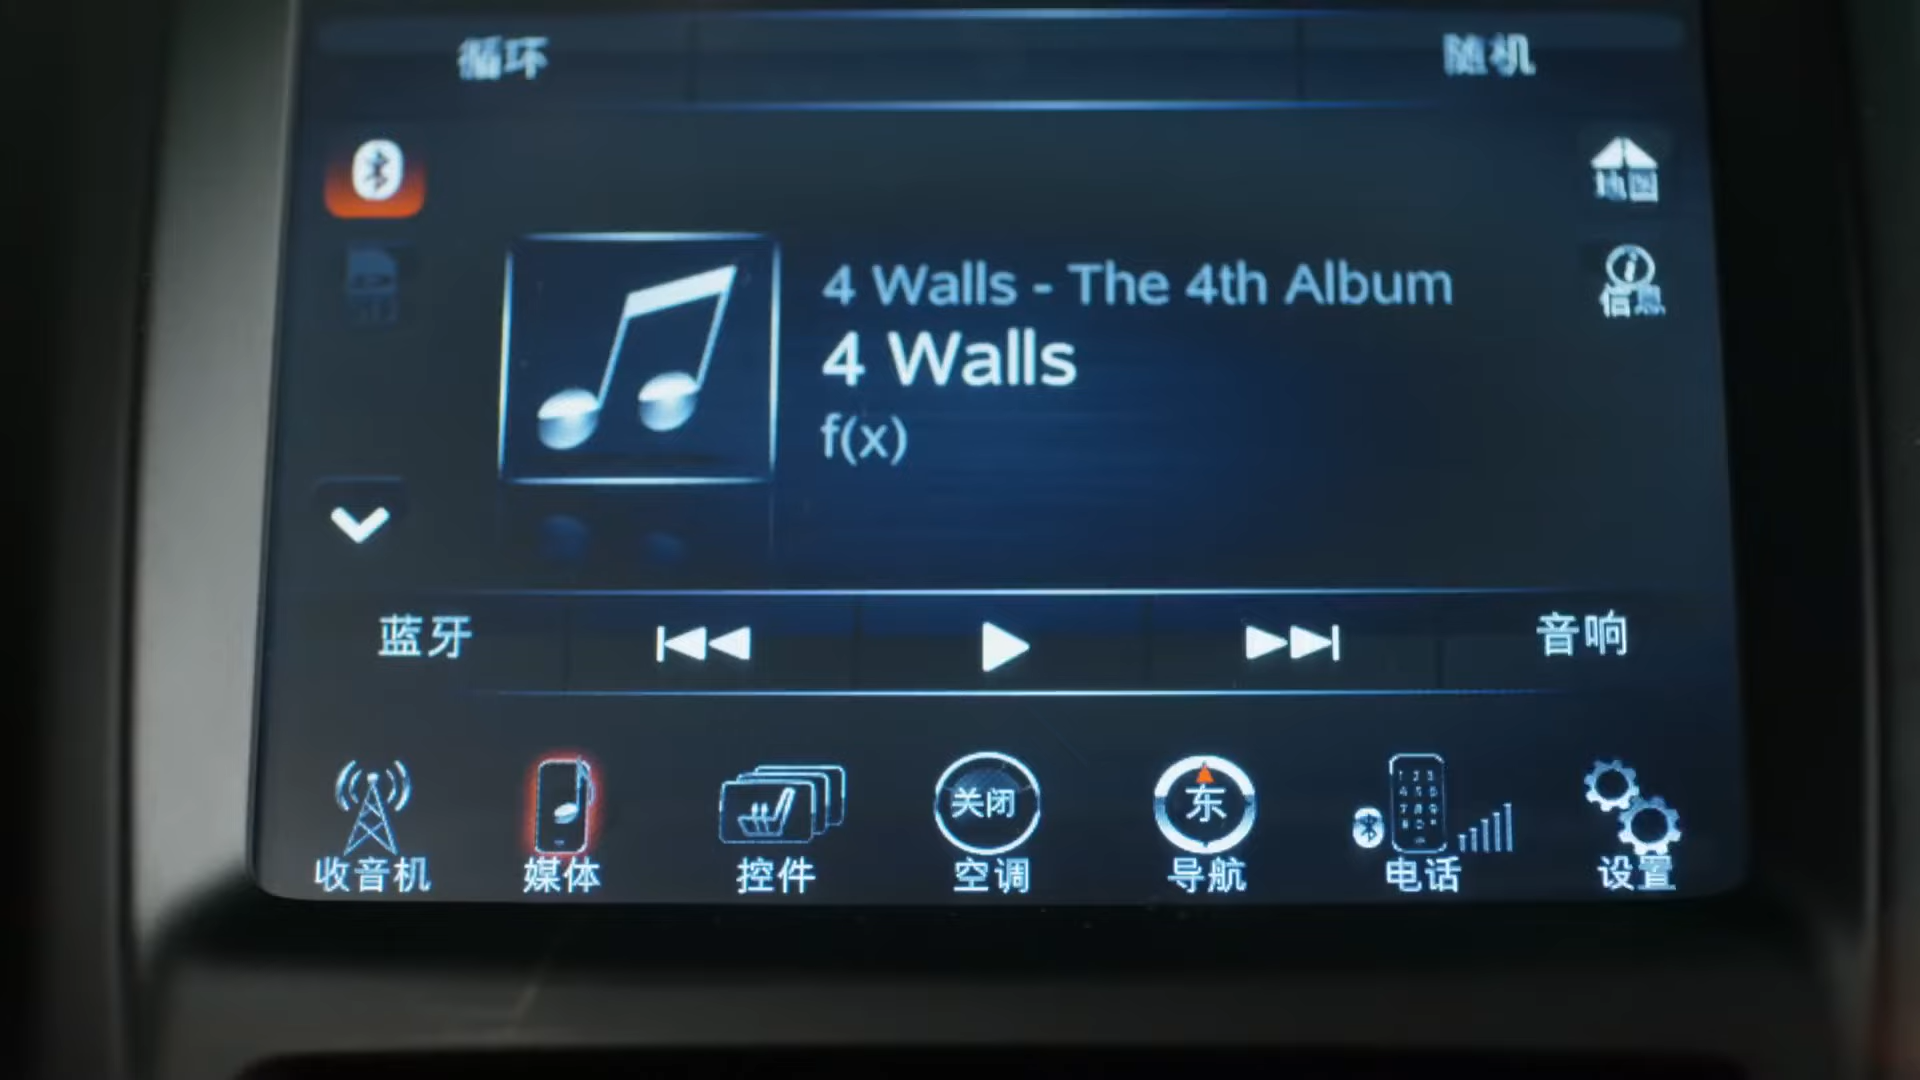 循环
随机
地图
4 Walls - The 4th Album
信息
4 Walls
f(x)
蓝牙
音响
关闭
东
收音机
媒体
控件
空调
导航
电话
设置